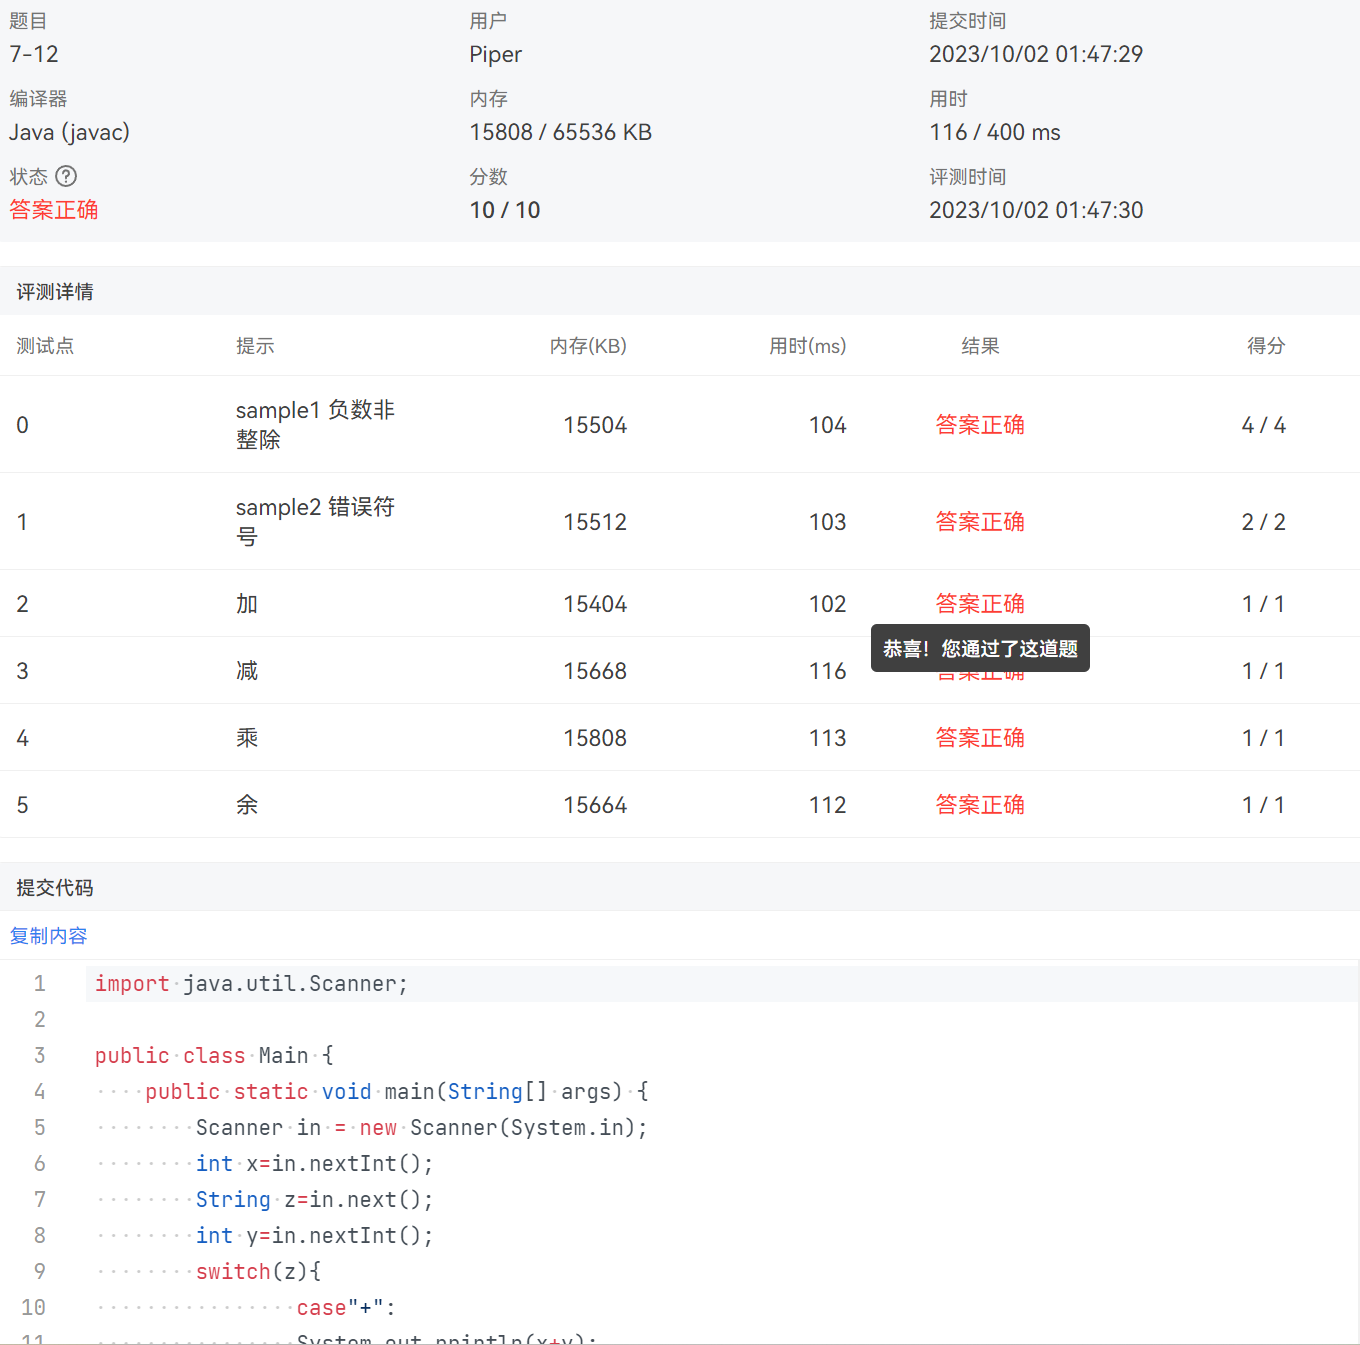 题目
用户
提交时间
7-12
Piper
2023/10/02 01:47:29
编译器
内存
用时
Java (javac)
15808 / 65536 KB
116 / 400 ms
状态
分数
评测时间
答案正确
10 / 10
2023/10/02 01:47:30
评测详情
测试点 提示 内存(KB) 用时(ms) 结果 得分
0 sample1 负数非整除 15504 104 答案正确 4 / 4
1 sample2 错误符号 15512 103 答案正确 2 / 2
2 加 15404 102 答案正确 1 / 1
恭喜！您通过了这道题
3 减 15668 116 答案正确 1 / 1
4 乘 15808 113 答案正确 1 / 1
5 余 15664 112 答案正确 1 / 1
提交代码
复制内容
1 import java.util.Scanner;
2
3 public class Main {
4 public static void main(String[] args) {
5 Scanner in = new Scanner(System.in);
6 int x=in.nextInt();
7 String z=in.next();
8 int y=in.nextInt();
9 switch(z){
10 case"+":
11 System.out.println(x+y);